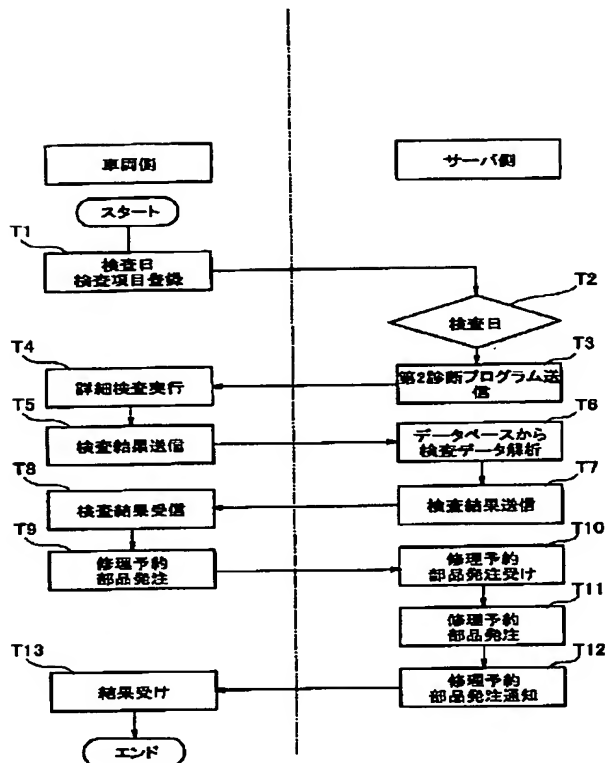 車両側
サーバ側
スタート
T1
検査日
検査項目登録
T2
検査日
T3
第2診断プログラム送
信
T4
詳細検査実行
T5
検査結果送信
T6
データベースから
検査データ解析
T7
検査結果送信
T8
検査結果受信
T9
修理予約
部品発注
T10
修理予約
部品発注受け
T11
修理予約
部品発注
T12
修理予約
部品発注通知
T13
結果受け
エンド